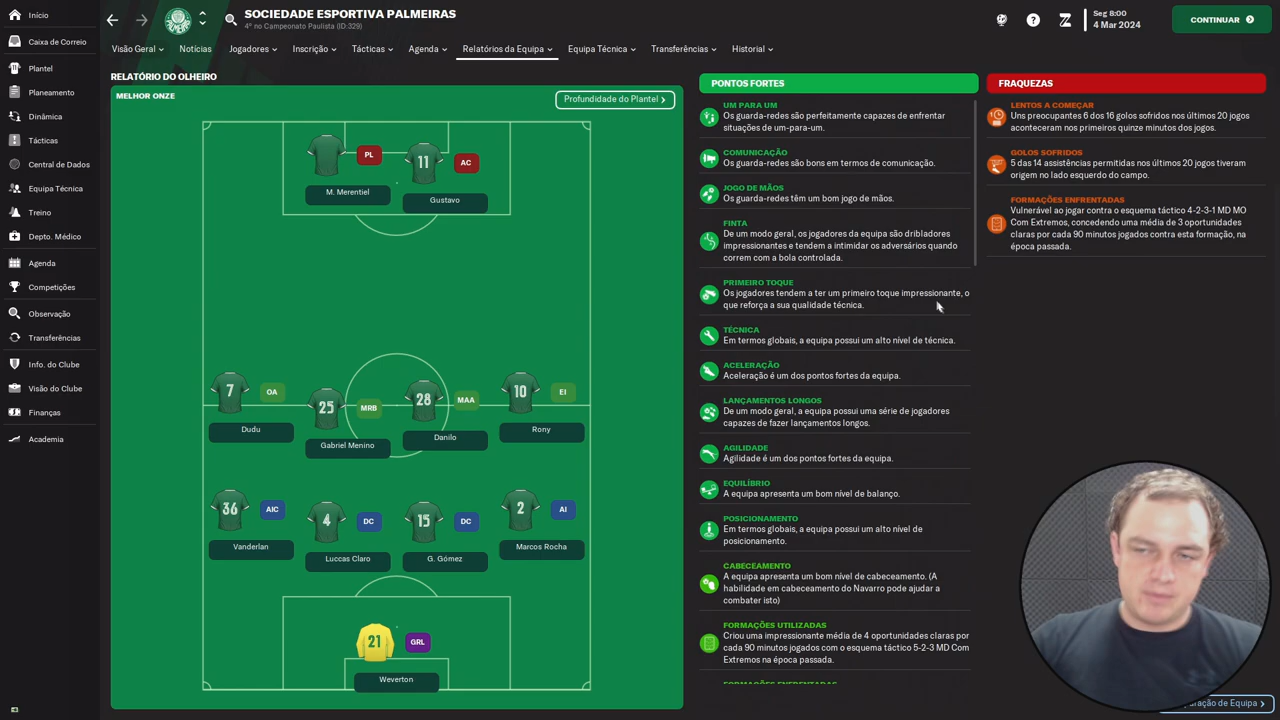 SOCIEDADE ESPORTIVA PALMEIRAS
4º no Campeonato Paulista (ID:329)
Seg 8:00
4 Mar 2024
CONTINUAR
Início
Caixa de Correio
Plantel
Planeamento
Dinâmica
Tácticas
Central de Dados
Equipa Técnica
Treino
Depto. Médico
Agenda
Competições
Observação
Transferências
Info. do Clube
Visão do Clube
Finanças
Academia
Visão Geral
Notícias
Jogadores
Inscrição
Tácticas
Agenda
Relatórios da Equipa
Equipa Técnica
Transferências
Historial
RELATÓRIO DO OLHEIRO
MELHOR ONZE
Profundidade do Plantel
PL
M. Merentiel
11
AC
Gustavo
7
OA
Dudu
25
MRB
Gabriel Menino
28
MAA
Danilo
10
EI
Rony
36
AIC
Vanderlan
4
DC
Luccas Claro
15
DC
G. Gómez
2
AI
Marcos Rocha
21
GRL
Weverton
PONTOS FORTES
UM PARA UM
Os guarda-redes são perfeitamente capazes de enfrentar
situações de um-para-um.
COMUNICAÇÃO
Os guarda-redes são bons em termos de comunicação.
JOGO DE MÃOS
Os guarda-redes têm um bom jogo de mãos.
FINTA
De um modo geral, os jogadores da equipa são dribladores
impressionantes e tendem a intimidar os adversários quando
correm com a bola controlada.
PRIMEIRO TOQUE
Os jogadores tendem a ter um primeiro toque impressionante, o
que reforça a sua qualidade técnica.
TÉCNICA
Em termos globais, a equipa possui um alto nível de técnica.
ACELERAÇÃO
Aceleração é um dos pontos fortes da equipa.
LANÇAMENTOS LONGOS
De um modo geral, a equipa possui uma série de jogadores
capazes de fazer lançamentos longos.
AGILIDADE
Agilidade é um dos pontos fortes da equipa.
EQUILÍBRIO
A equipa apresenta um bom nível de balanço.
POSICIONAMENTO
Em termos globais, a equipa possui um alto nível de
posicionamento.
CABECEAMENTO
A equipa apresenta um bom nível de cabeceamento. (A
habilidade em cabeceamento do Navarro pode ajudar a
combater isto)
FORMAÇÕES UTILIZADAS
Criou uma impressionante média de 4 oportunidades claras por
cada 90 minutos jogados com o esquema táctico 5-2-3 MD Com
Extremos na época passada.
FRAQUEZAS
LENTOS A COMEÇAR
Uns preocupantes 6 dos 16 golos sofridos nos últimos 20 jogos
aconteceram nos primeiros quinze minutos dos jogos.
GOLOS SOFRIDOS
5 das 14 assistências permitidas nos últimos 20 jogos tiveram
origem no lado esquerdo do campo.
FORMAÇÕES ENFRENTADAS
Vulnerável ao jogar contra o esquema táctico 4-2-3-1 MD MO
Com Extremos, concedendo uma média de 3 oportunidades
claras por cada 90 minutos jogados contra esta formação, na
época passada.
de Equipa